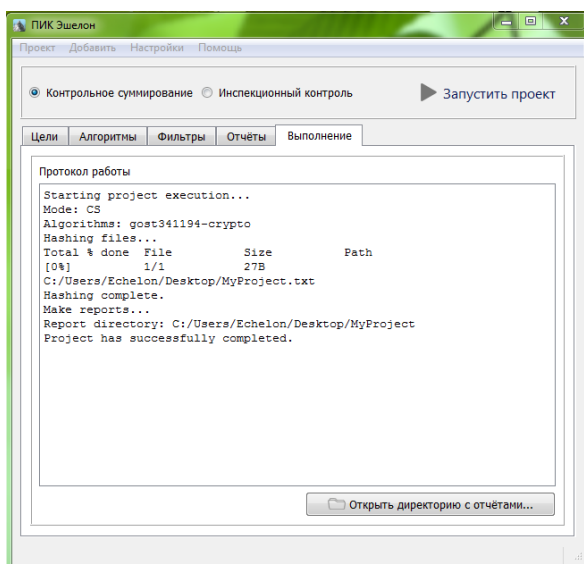 ПИК Эшелон
Проект Добавить Настройки Помощь
Контрольное суммирование Инспекционный контроль Запустить проект
Цели Алгоритмы Фильтры Отчёты Выполнение
Протокол работы
Starting project execution...
Mode: CS
Algorithms: gost341194-crypto
Hashing files...
Total % done File Size Path
[0%] 1/1 27B
C:/Users/Echelon/Desktop/MyProject.txt
Hashing complete.
Make reports...
Report directory: C:/Users/Echelon/Desktop/MyProject
Project has successfully completed.
Открыть директорию с отчётами...